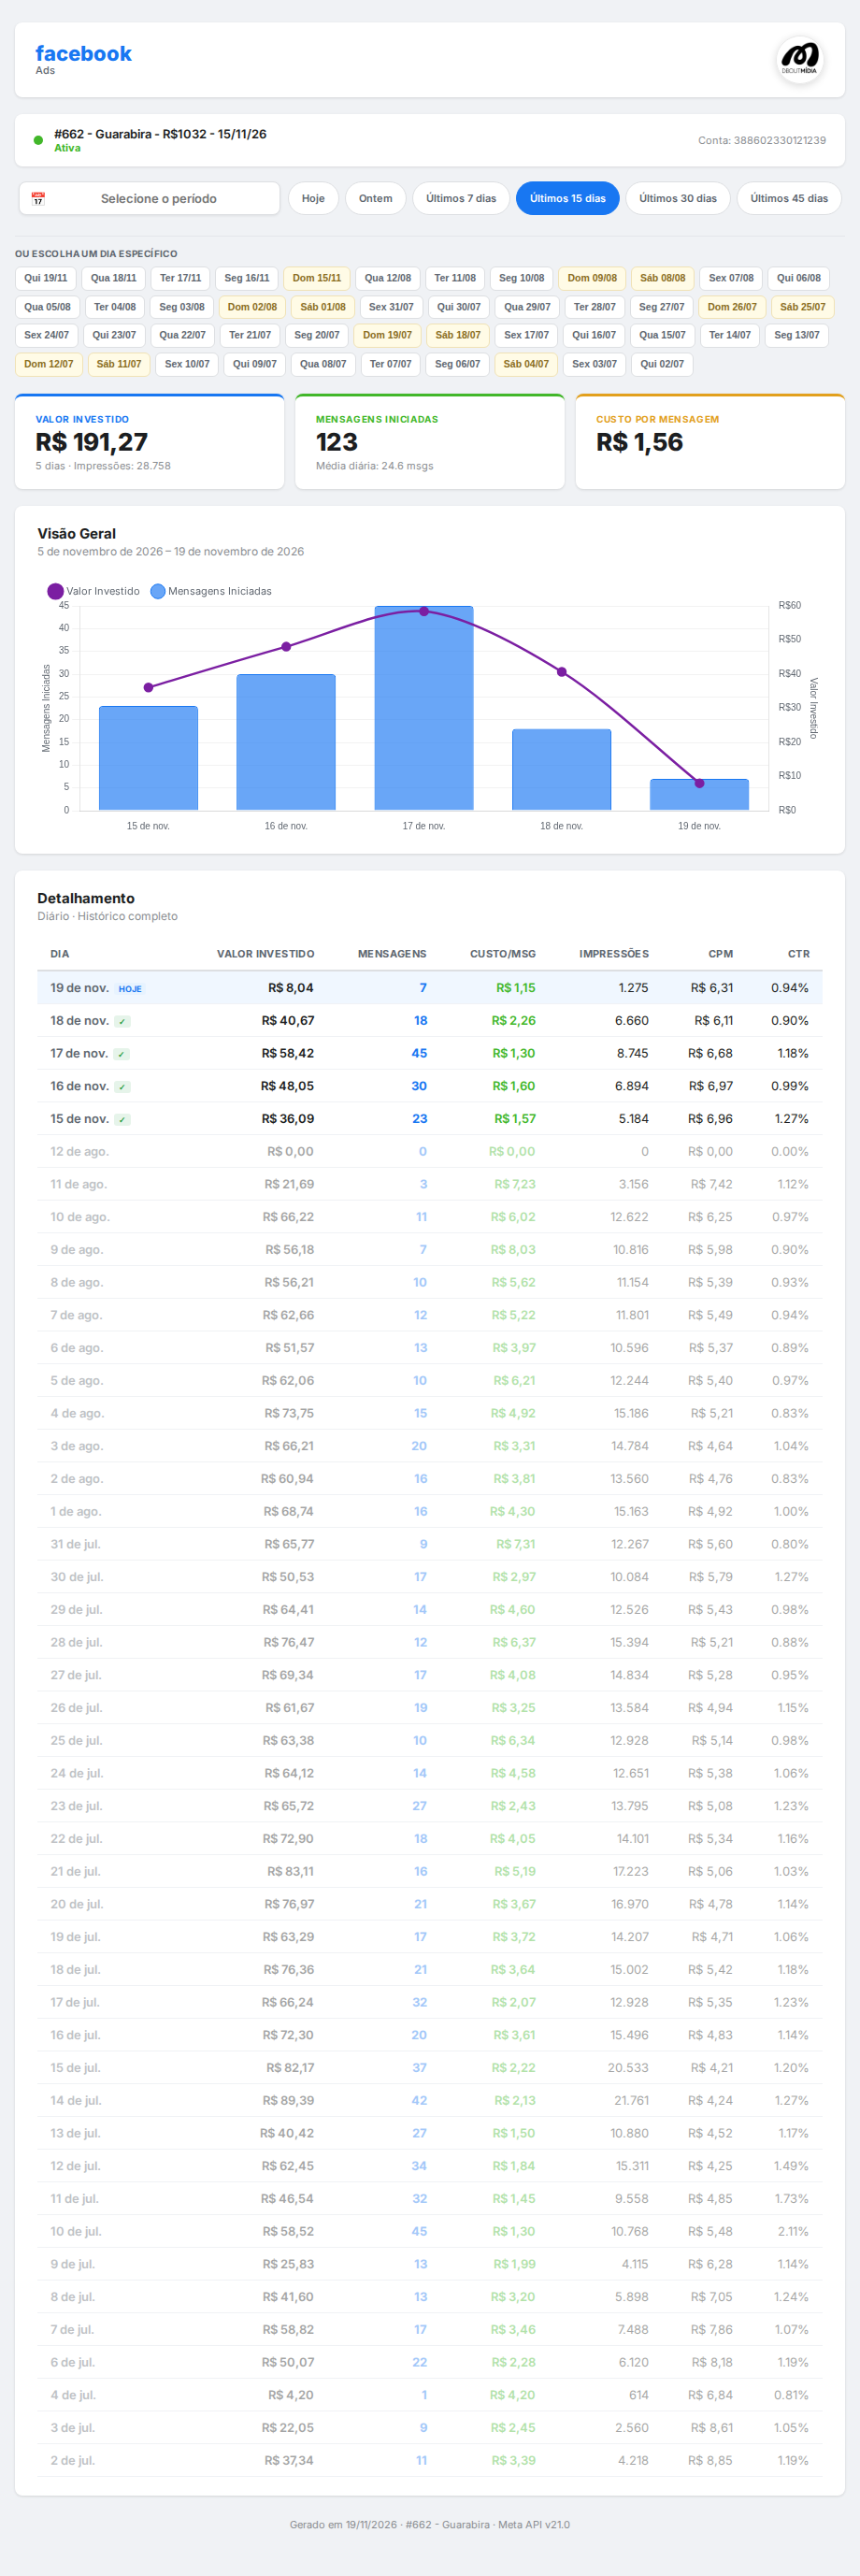 facebook
Ads
DBOUTMÍDIA
#662 - Guarabira - R$1032 - 15/11/26
Ativa
Conta: 388602330121239
Selecione o período
Hoje
Ontem
Últimos 7 dias
Últimos 15 dias
Últimos 30 dias
Últimos 45 dias
OU ESCOLHA UM DIA ESPECÍFICO
Qui 19/11 Qua 18/11 Ter 17/11 Seg 16/11 Dom 15/11 Qua 12/08 Ter 11/08 Seg 10/08 Dom 09/08 Sáb 08/08 Sex 07/08 Qui 06/08
Qua 05/08 Ter 04/08 Seg 03/08 Dom 02/08 Sáb 01/08 Sex 31/07 Qui 30/07 Qua 29/07 Ter 28/07 Seg 27/07 Dom 26/07 Sáb 25/07
Sex 24/07 Qui 23/07 Qua 22/07 Ter 21/07 Seg 20/07 Dom 19/07 Sáb 18/07 Sex 17/07 Qui 16/07 Qua 15/07 Ter 14/07 Seg 13/07
Dom 12/07 Sáb 11/07 Sex 10/07 Qui 09/07 Qua 08/07 Ter 07/07 Seg 06/07 Sáb 04/07 Sex 03/07 Qui 02/07
VALOR INVESTIDO
R$ 191,27
5 dias · Impressões: 28.758
MENSAGENS INICIADAS
123
Média diária: 24.6 msgs
CUSTO POR MENSAGEM
R$ 1,56
Visão Geral
5 de novembro de 2026 – 19 de novembro de 2026
Valor Investido Mensagens Iniciadas
Mensagens Iniciadas
45
40
35
30
25
20
15
10
5
0
R$60
R$50
R$40
R$30
R$20
R$10
R$0
Valor Investido
15 de nov. 16 de nov. 17 de nov. 18 de nov. 19 de nov.
Detalhamento
Diário · Histórico completo
DIA VALOR INVESTIDO MENSAGENS CUSTO/MSG IMPRESSÕES CPM CTR
19 de nov. HOJE R$ 8,04 7 R$ 1,15 1.275 R$ 6,31 0.94%
18 de nov. ✓ R$ 40,67 18 R$ 2,26 6.660 R$ 6,11 0.90%
17 de nov. ✓ R$ 58,42 45 R$ 1,30 8.745 R$ 6,68 1.18%
16 de nov. ✓ R$ 48,05 30 R$ 1,60 6.894 R$ 6,97 0.99%
15 de nov. ✓ R$ 36,09 23 R$ 1,57 5.184 R$ 6,96 1.27%
12 de ago. R$ 0,00 0 R$ 0,00 0 R$ 0,00 0.00%
11 de ago. R$ 21,69 3 R$ 7,23 3.156 R$ 7,42 1.12%
10 de ago. R$ 66,22 11 R$ 6,02 12.622 R$ 6,25 0.97%
9 de ago. R$ 56,18 7 R$ 8,03 10.816 R$ 5,98 0.90%
8 de ago. R$ 56,21 10 R$ 5,62 11.154 R$ 5,39 0.93%
7 de ago. R$ 62,66 12 R$ 5,22 11.801 R$ 5,49 0.94%
6 de ago. R$ 51,57 13 R$ 3,97 10.596 R$ 5,37 0.89%
5 de ago. R$ 62,06 10 R$ 6,21 12.244 R$ 5,40 0.97%
4 de ago. R$ 73,75 15 R$ 4,92 15.186 R$ 5,21 0.83%
3 de ago. R$ 66,21 20 R$ 3,31 14.784 R$ 4,64 1.04%
2 de ago. R$ 60,94 16 R$ 3,81 13.560 R$ 4,76 0.83%
1 de ago. R$ 68,74 16 R$ 4,30 15.163 R$ 4,92 1.00%
31 de jul. R$ 65,77 9 R$ 7,31 12.267 R$ 5,60 0.80%
30 de jul. R$ 50,53 17 R$ 2,97 10.084 R$ 5,79 1.27%
29 de jul. R$ 64,41 14 R$ 4,60 12.526 R$ 5,43 0.98%
28 de jul. R$ 76,47 12 R$ 6,37 15.394 R$ 5,21 0.88%
27 de jul. R$ 69,34 17 R$ 4,08 14.834 R$ 5,28 0.95%
26 de jul. R$ 61,67 19 R$ 3,25 13.584 R$ 4,94 1.15%
25 de jul. R$ 63,38 10 R$ 6,34 12.928 R$ 5,14 0.98%
24 de jul. R$ 64,12 14 R$ 4,58 12.651 R$ 5,38 1.06%
23 de jul. R$ 65,72 27 R$ 2,43 13.795 R$ 5,08 1.23%
22 de jul. R$ 72,90 18 R$ 4,05 14.101 R$ 5,34 1.16%
21 de jul. R$ 83,11 16 R$ 5,19 17.223 R$ 5,06 1.03%
20 de jul. R$ 76,97 21 R$ 3,67 16.970 R$ 4,78 1.14%
19 de jul. R$ 63,29 17 R$ 3,72 14.207 R$ 4,71 1.06%
18 de jul. R$ 76,36 21 R$ 3,64 15.002 R$ 5,42 1.18%
17 de jul. R$ 66,24 32 R$ 2,07 12.928 R$ 5,35 1.23%
16 de jul. R$ 72,30 20 R$ 3,61 15.496 R$ 4,83 1.14%
15 de jul. R$ 82,17 37 R$ 2,22 20.533 R$ 4,21 1.20%
14 de jul. R$ 89,39 42 R$ 2,13 21.761 R$ 4,24 1.27%
13 de jul. R$ 40,42 27 R$ 1,50 10.880 R$ 4,52 1.17%
12 de jul. R$ 62,45 34 R$ 1,84 15.311 R$ 4,25 1.49%
11 de jul. R$ 46,54 32 R$ 1,45 9.558 R$ 4,85 1.73%
10 de jul. R$ 58,52 45 R$ 1,30 10.768 R$ 5,48 2.11%
9 de jul. R$ 25,83 13 R$ 1,99 4.115 R$ 6,28 1.14%
8 de jul. R$ 41,60 13 R$ 3,20 5.898 R$ 7,05 1.24%
7 de jul. R$ 58,82 17 R$ 3,46 7.488 R$ 7,86 1.07%
6 de jul. R$ 50,07 22 R$ 2,28 6.120 R$ 8,18 1.19%
4 de jul. R$ 4,20 1 R$ 4,20 614 R$ 6,84 0.81%
3 de jul. R$ 22,05 9 R$ 2,45 2.560 R$ 8,61 1.05%
2 de jul. R$ 37,34 11 R$ 3,39 4.218 R$ 8,85 1.19%
Gerado em 19/11/2026 · #662 - Guarabira · Meta API v21.0